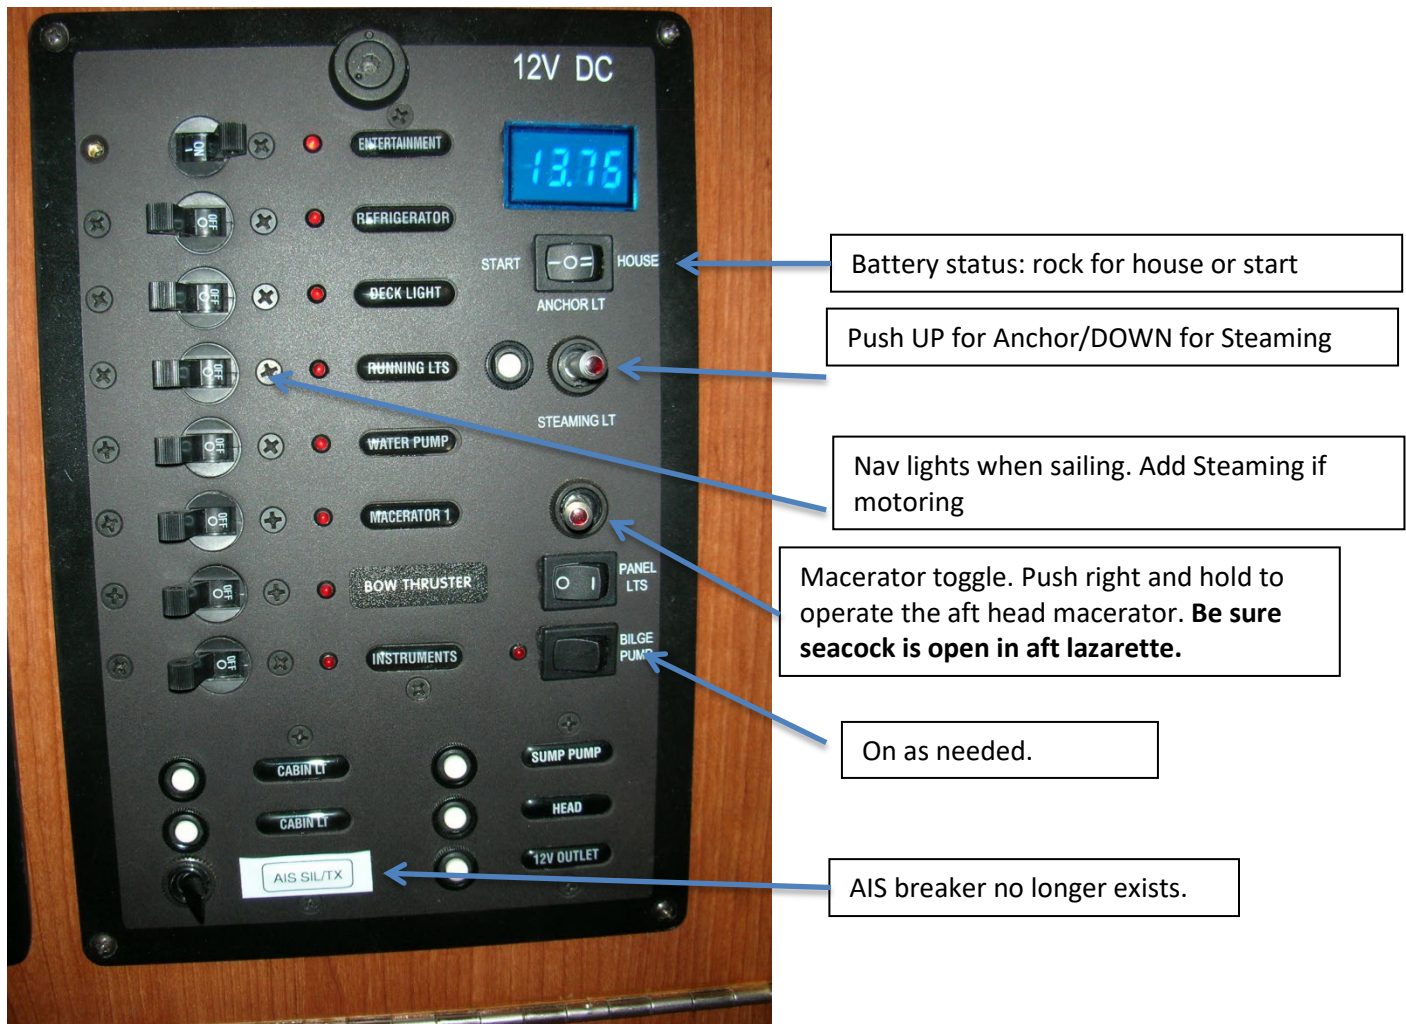 12V DC
ON
ENTERTAINMENT
13.76
OFF
REFRIGERATOR
START
HOUSE
Battery status: rock for house or start
OFF
DECK LIGHT
ANCHOR LT
Push UP for Anchor/DOWN for Steaming
OFF
RUNNING LTS
STEAMING LT
OFF
WATER PUMP
Nav lights when sailing. Add Steaming if
motoring
OFF
MACERATOR 1
OFF
BOW THRUSTER
PANEL
LTS
Macerator toggle. Push right and hold to
operate the aft head macerator. Be sure
seacock is open in aft lazarette.
OFF
INSTRUMENTS
BILGE
PUMP
On as needed.
CABIN LT
SUMP PUMP
CABIN LT
HEAD
AIS SIL/TX
12V OUTLET
AIS breaker no longer exists.